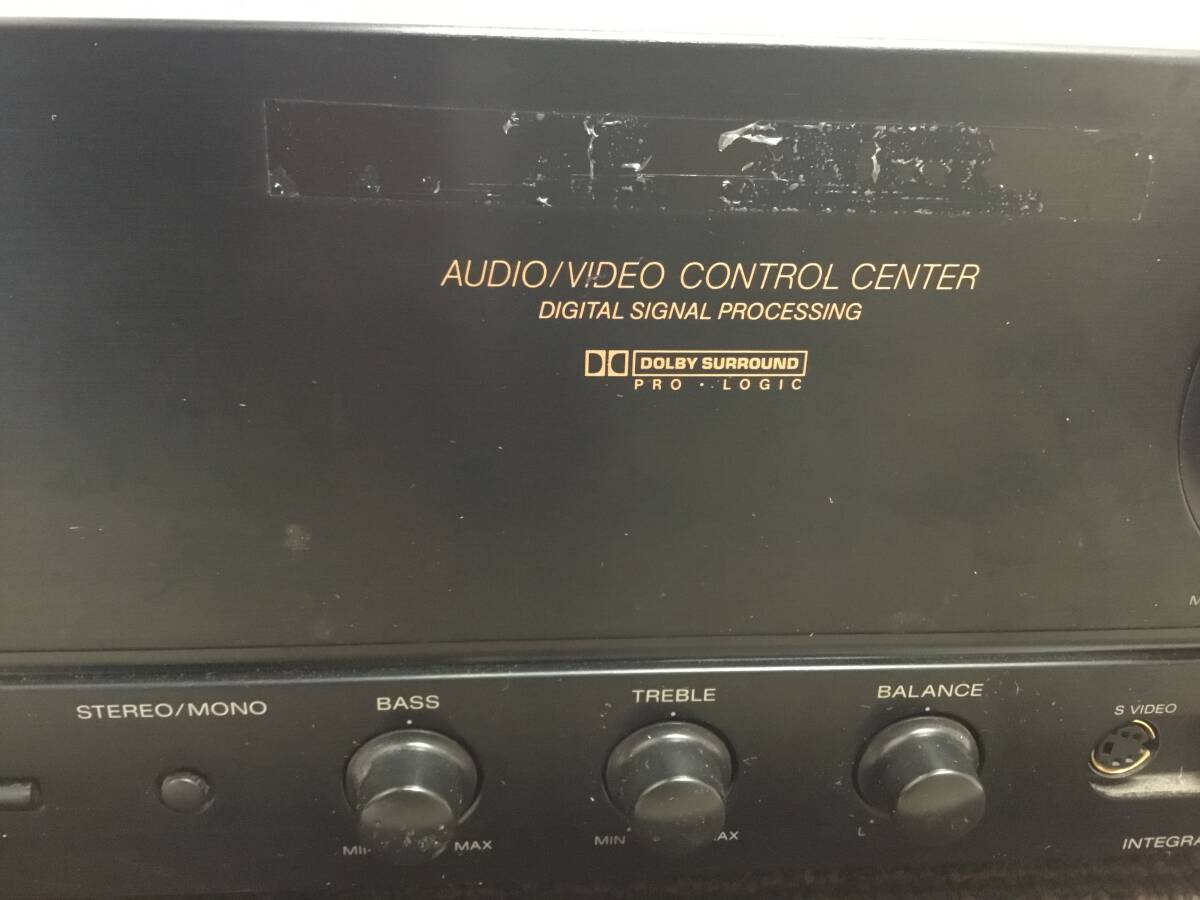 AUDIO/VIDEO CONTROL CENTER
DIGITAL SIGNAL PROCESSING
DOLBY SURROUND
PRO · LOGIC
STEREO/MONO
BASS
TREBLE
BALANCE
S VIDEO
MAX
MIN
L